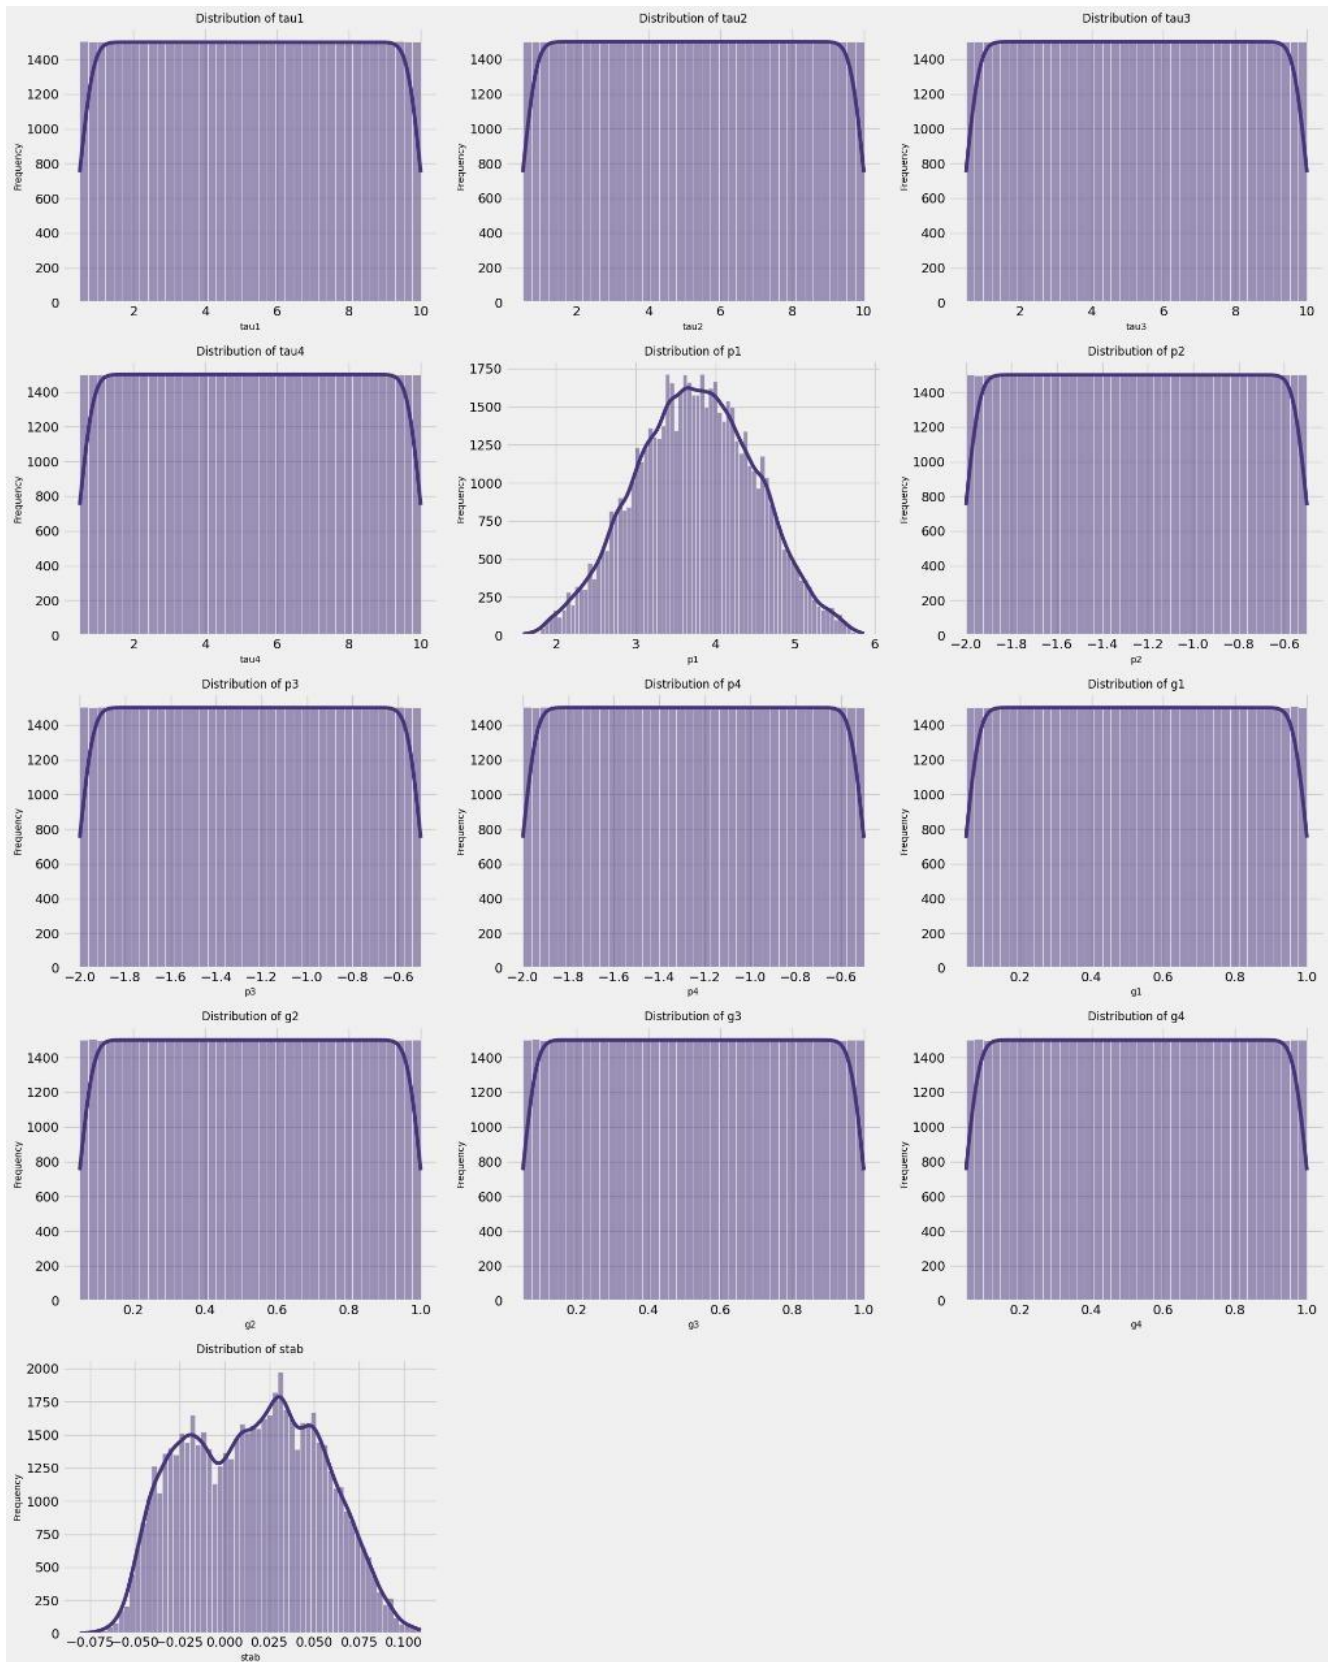 Distribution of tau1
Distribution of tau2
Distribution of tau3
1400 1200 1000 800 600 400 200 0
Frequency
2 4 6 8 10
tau1
1400 1200 1000 800 600 400 200 0
Frequency
2 4 6 8 10
tau2
1400 1200 1000 800 600 400 200 0
Frequency
2 4 6 8 10
tau3
Distribution of tau4
Distribution of p1
Distribution of p2
1400 1200 1000 800 600 400 200 0
Frequency
2 4 6 8 10
tau4
1750 1500 1250 1000 750 500 250 0
Frequency
2 3 4 5 6
p1
1400 1200 1000 800 600 400 200 0
Frequency
−2.0 −1.8 −1.6 −1.4 −1.2 −1.0 −0.8 −0.6
p2
Distribution of p3
Distribution of p4
Distribution of g1
1400 1200 1000 800 600 400 200 0
Frequency
−2.0 −1.8 −1.6 −1.4 −1.2 −1.0 −0.8 −0.6
p3
1400 1200 1000 800 600 400 200 0
Frequency
−2.0 −1.8 −1.6 −1.4 −1.2 −1.0 −0.8 −0.6
p4
1400 1200 1000 800 600 400 200 0
Frequency
0.2 0.4 0.6 0.8 1.0
g1
Distribution of g2
Distribution of g3
Distribution of g4
1400 1200 1000 800 600 400 200 0
Frequency
0.2 0.4 0.6 0.8 1.0
g2
1400 1200 1000 800 600 400 200 0
Frequency
0.2 0.4 0.6 0.8 1.0
g3
1400 1200 1000 800 600 400 200 0
Frequency
0.2 0.4 0.6 0.8 1.0
g4
Distribution of stab
2000 1750 1500 1250 1000 750 500 250 0
Frequency
−0.075 −0.050 −0.025 0.000 0.025 0.050 0.075 0.100
stab